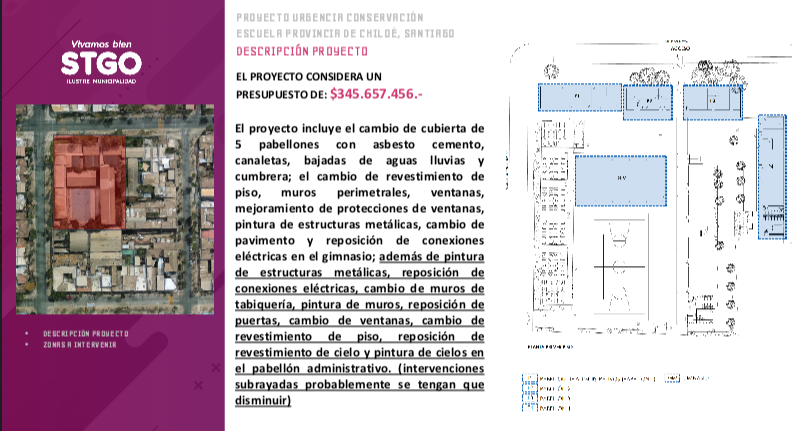 Vivamos bien
STGO
ILUSTRE MUNICIPALIDAD
DESCRIPCIÓN PROYECTO
ZONAS A INTERVENIR
PROYECTO URGENCIA CONSERVACIÓN
ESCUELA PROVINCIA DE CHILOÉ, SANTIAGO
DESCRIPCIÓN PROYECTO
EL PROYECTO CONSIDERA UN
PRESUPUESTO DE: $345.657.456.-
El proyecto incluye el cambio de cubierta de
5 pabellones con asbesto cemento,
canaletas, bajadas de aguas lluvias y
cumbrera; el cambio de revestimiento de
piso, muros perimetrales, ventanas,
mejoramiento de protecciones de ventanas,
pintura de estructuras metálicas, cambio de
pavimento y reposición de conexiones
eléctricas en el gimnasio; además de pintura
de estructuras metálicas, reposición de
conexiones eléctricas, cambio de muros de
tabiquería, pintura de muros, reposición de
puertas, cambio de ventanas, cambio de
revestimiento de piso, reposición de
revestimiento de cielo y pintura de cielos en
el pabellón administrativo. (intervenciones
subrayadas probablemente se tengan que
disminuir)
ACCESO